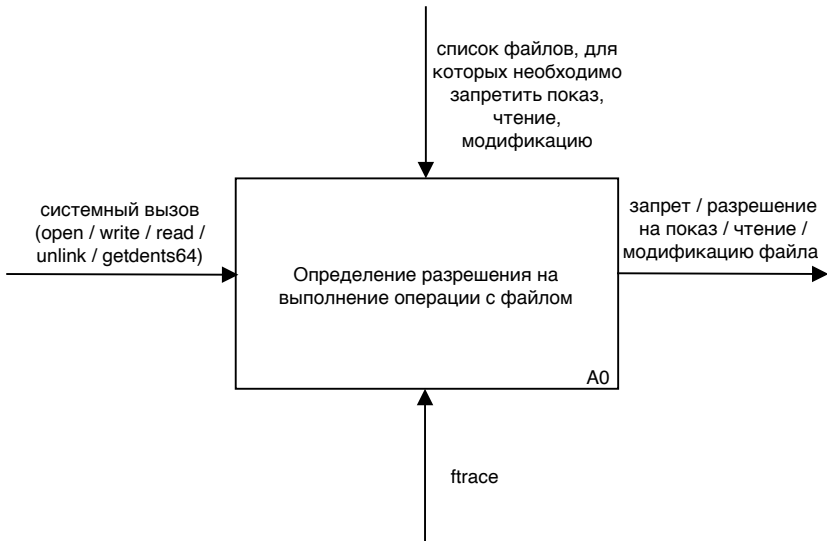 список файлов, для
которых необходимо
запретить показ,
чтение,
модификацию
системный вызов
(open / write / read /
unlink / getdents64)
запрет / разрешение
на показ / чтение /
модификацию файла
Определение разрешения на
выполнение операции с файлом
A0
ftrace